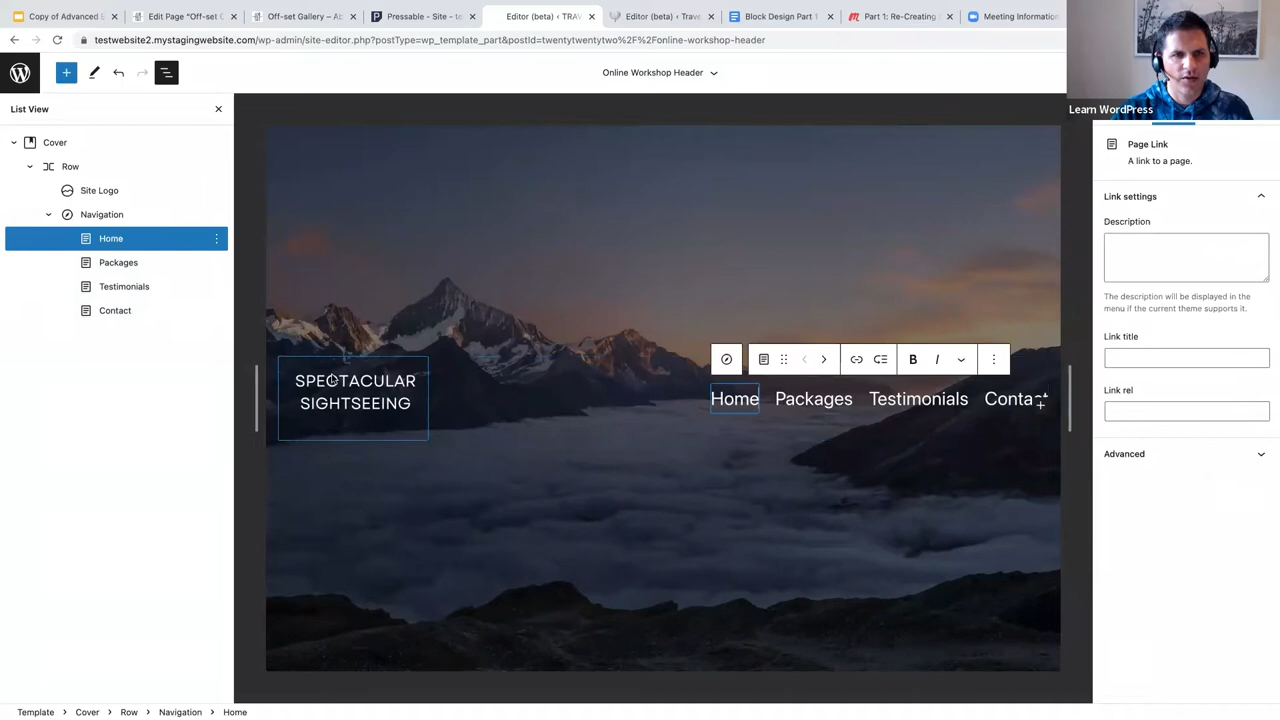 Copy of Advanced E
Edit Page “Off-set G
Off-set Gallery – Ab
Pressable - Site – to
Editor (beta) ‹ TRAV
Editor (beta) ‹ Trave
Block Design Part 1
Part 1: Re-Creating
Meeting Information
testwebsite2.mystagingwebsite.com/wp-admin/site-editor.php?postType=wp_template_part&postId=twentytwentytwo%2F%2Fonline-workshop-header
Online Workshop Header
Learn WordPress
List View
Cover
Row
Site Logo
Navigation
Home
Packages
Testimonials
Contact
SPECTACULAR
SIGHTSEEING
B I
Home Packages Testimonials Contact
Page Link
A link to a page.
Link settings
Description
The description will be displayed in the
menu if the current theme supports it.
Link title
Link rel
Advanced
Template > Cover > Row > Navigation > Home